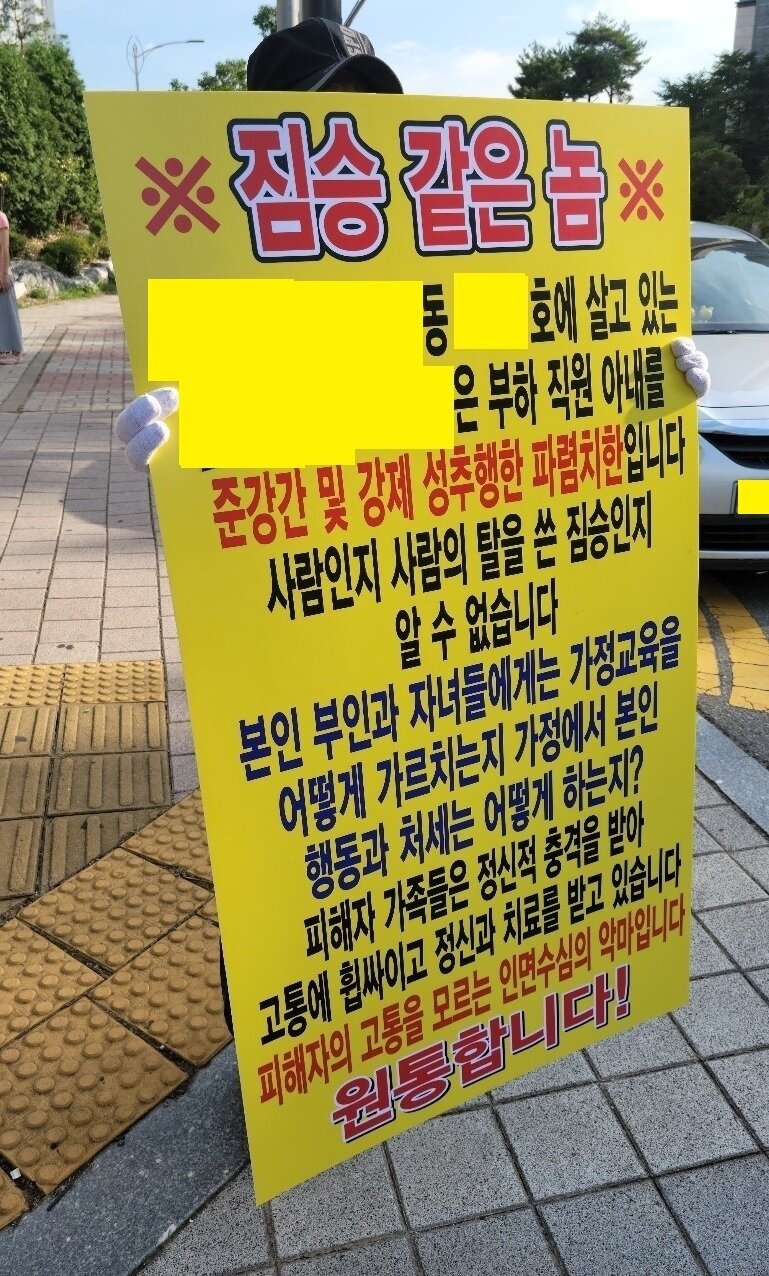 ※ 짐승 같은 놈 ※
동 호에 살고 있는
은 부하 직원 아내를
준강간 및 강제 성추행한 파렴치한입니다
사람인지 사람의 탈을 쓴 짐승인지
알 수 없습니다
본인 부인과 자녀들에게는 가정교육을
어떻게 가르치는지 가정에서 본인
행동과 처세는 어떻게 하는지?
피해자 가족들은 정신적 충격을 받아
고통에 휩싸이고 정신과 치료를 받고 있습니다
피해자의 고통을 모르는 인면수심의 악마입니다
원통합니다!